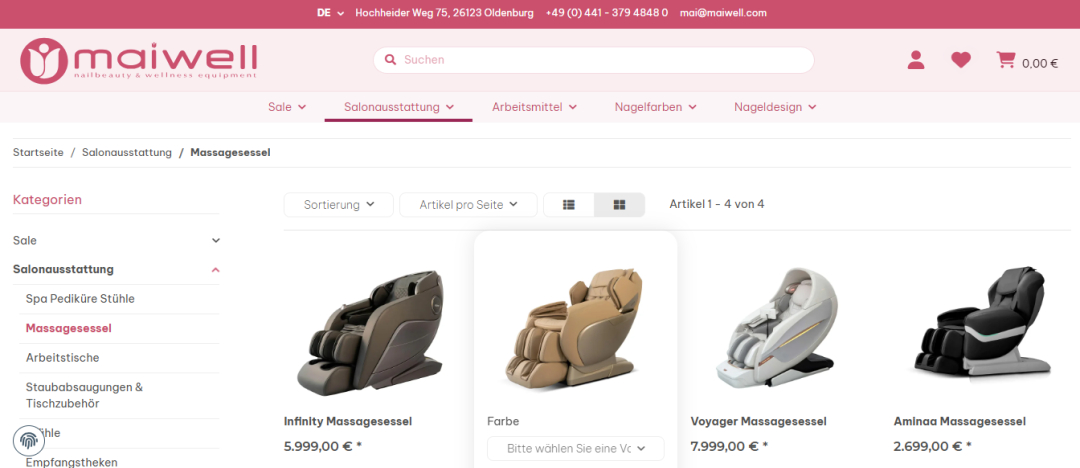 DE Hochheider Weg 75, 26123 Oldenburg +49 (0) 441 - 379 4848 0 mai@maiwell.com
maiwell
nailbeauty & wellness equipment
Suchen
0,00 €
Sale Salonausstattung Arbeitsmittel Nagelfarben Nageldesign
Startseite / Salonausstattung / Massagesessel
Kategorien
Sale
Salonausstattung
Spa Pediküre Stühle
Massagesessel
Arbeitstische
Staubabsaugungen &
Tischzubehör
Empfangstheken
Sortierung Artikel pro Seite Artikel 1 - 4 von 4
Infinity Massagesessel
5.999,00 € *
Farbe
Bitte wählen Sie eine Va
Voyager Massagesessel
7.999,00 € *
Aminaa Massagesessel
2.699,00 € *